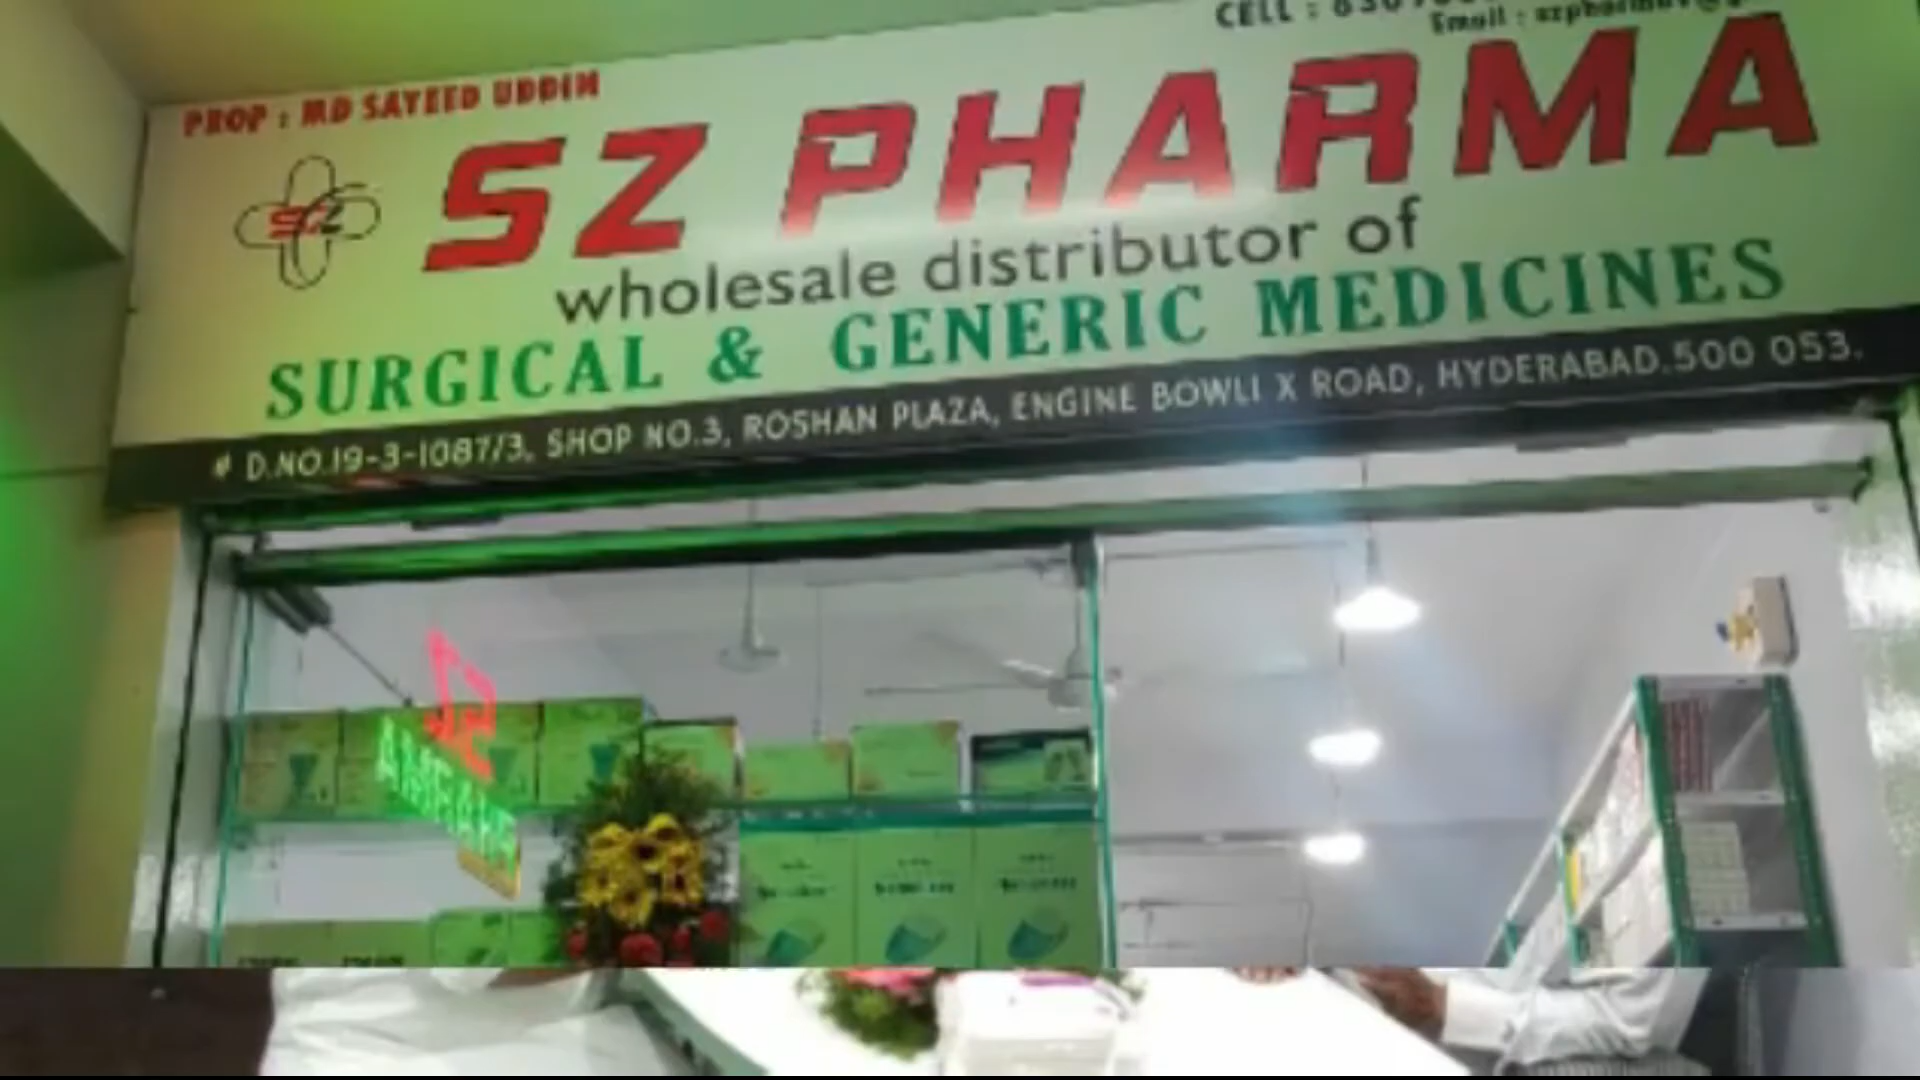 CELL :
Email :
PROP : MD SAYEED UDDIN
SZ
SZ PHARMA
wholesale distributor of
SURGICAL & GENERIC MEDICINES
# D.NO.19-3-1087/3, SHOP NO.3, ROSHAN PLAZA, ENGINE BOWLI X ROAD, HYDERABAD.500 053.